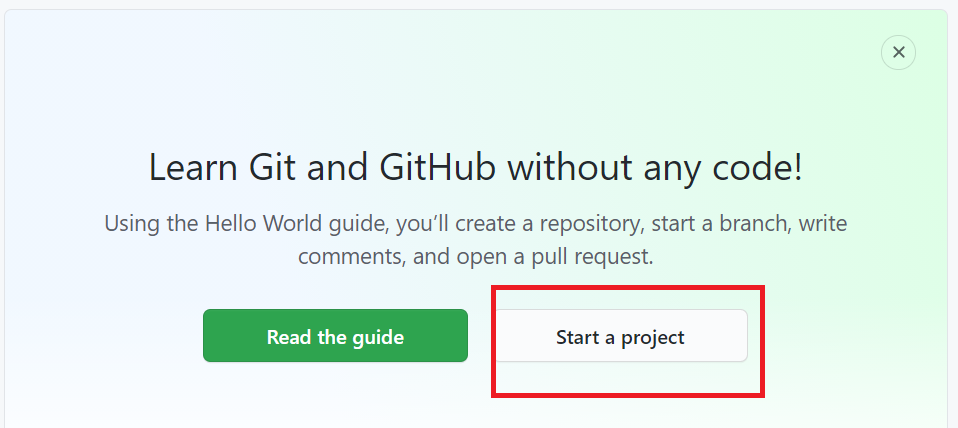 Learn Git and GitHub without any code!
Using the Hello World guide, you’ll create a repository, start a branch, write
comments, and open a pull request.
Read the guide
Start a project